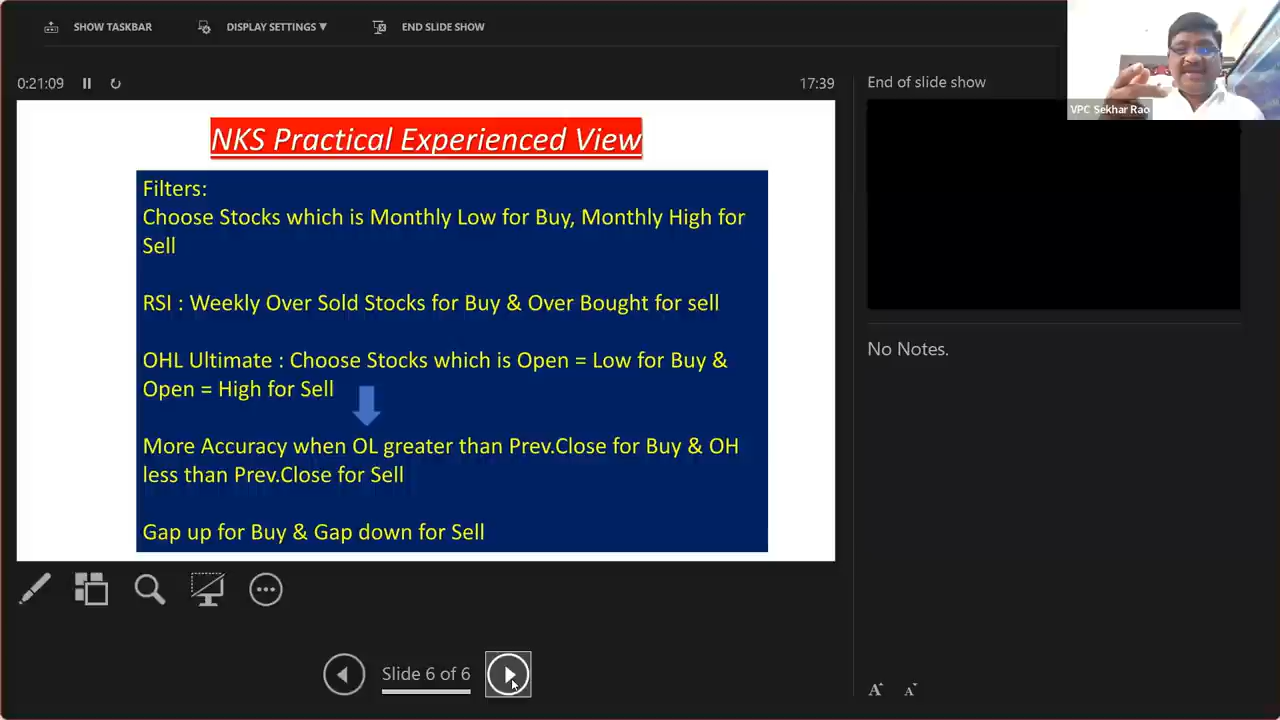 SHOW TASKBAR
DISPLAY SETTINGS ▼
END SLIDE SHOW
0:21:09
17:39
End of slide show
VPC Sekhar Rao
NKS Practical Experienced View
Filters:
Choose Stocks which is Monthly Low for Buy, Monthly High for
Sell
RSI : Weekly Over Sold Stocks for Buy & Over Bought for sell
OHL Ultimate : Choose Stocks which is Open = Low for Buy &
Open = High for Sell
More Accuracy when OL greater than Prev.Close for Buy & OH
less than Prev.Close for Sell
Gap up for Buy & Gap down for Sell
No Notes.
Slide 6 of 6
A A